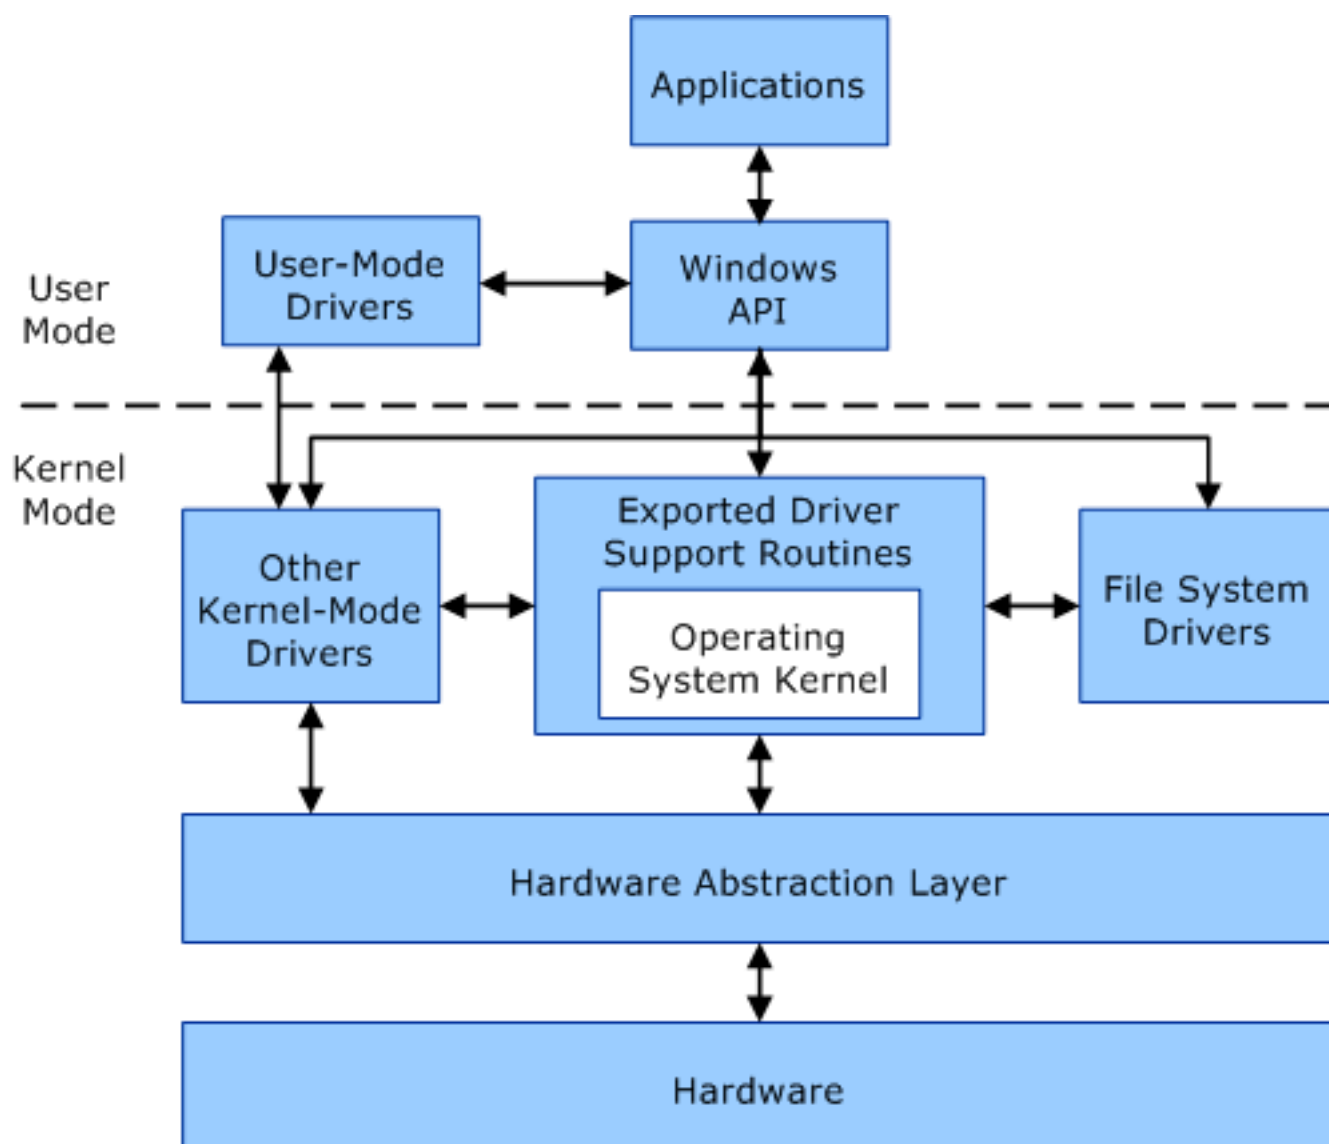 Applications
User-Mode
Drivers
Windows
API
User
Mode
Kernel
Mode
Exported Driver
Support Routines
Other
Kernel-Mode
Drivers
Operating
System Kernel
File System
Drivers
Hardware Abstraction Layer
Hardware